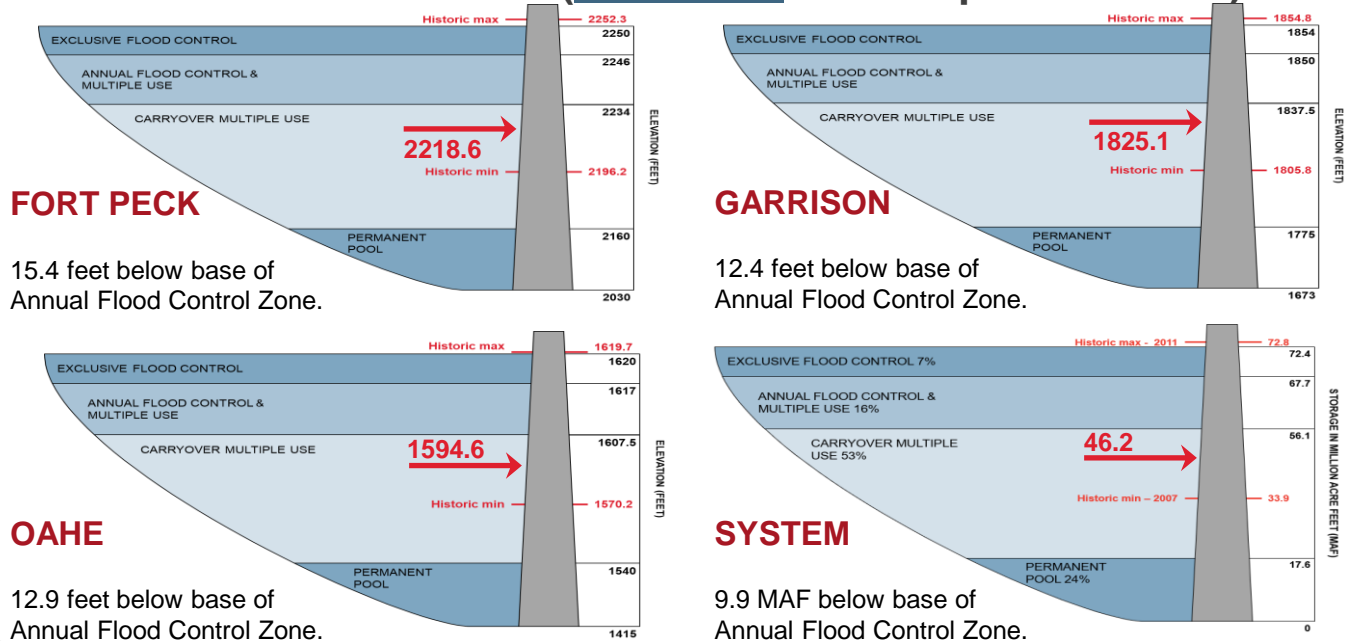 Historic max
2252.3
2250
EXCLUSIVE FLOOD CONTROL
2246
ANNUAL FLOOD CONTROL &
MULTIPLE USE
2234
CARRYOVER MULTIPLE USE
2218.6
Historic min
2196.2
ELEVATION (FEET)
FORT PECK
2160
PERMANENT
POOL
15.4 feet below base of
Annual Flood Control Zone.
2030
Historic max
1854.8
1854
EXCLUSIVE FLOOD CONTROL
1850
ANNUAL FLOOD CONTROL &
MULTIPLE USE
1837.5
CARRYOVER MULTIPLE USE
1825.1
Historic min
1805.8
ELEVATION (FEET)
GARRISON
1775
PERMANENT
POOL
12.4 feet below base of
Annual Flood Control Zone.
1673
Historic max
1619.7
1620
EXCLUSIVE FLOOD CONTROL
1617
ANNUAL FLOOD CONTROL &
MULTIPLE USE
1607.5
CARRYOVER MULTIPLE USE
1594.6
Historic min
1570.2
ELEVATION (FEET)
OAHE
1540
PERMANENT
POOL
12.9 feet below base of
Annual Flood Control Zone.
1415
Historic max - 2011
72.8
72.4
EXCLUSIVE FLOOD CONTROL 7%
67.7
ANNUAL FLOOD CONTROL &
MULTIPLE USE 16%
56.1
CARRYOVER MULTIPLE
USE 53%
46.2
Historic min – 2007
33.9
STORAGE IN MILLION ACRE FEET (MAF)
SYSTEM
17.6
PERMANENT
POOL 24%
9.9 MAF below base of
Annual Flood Control Zone.
0